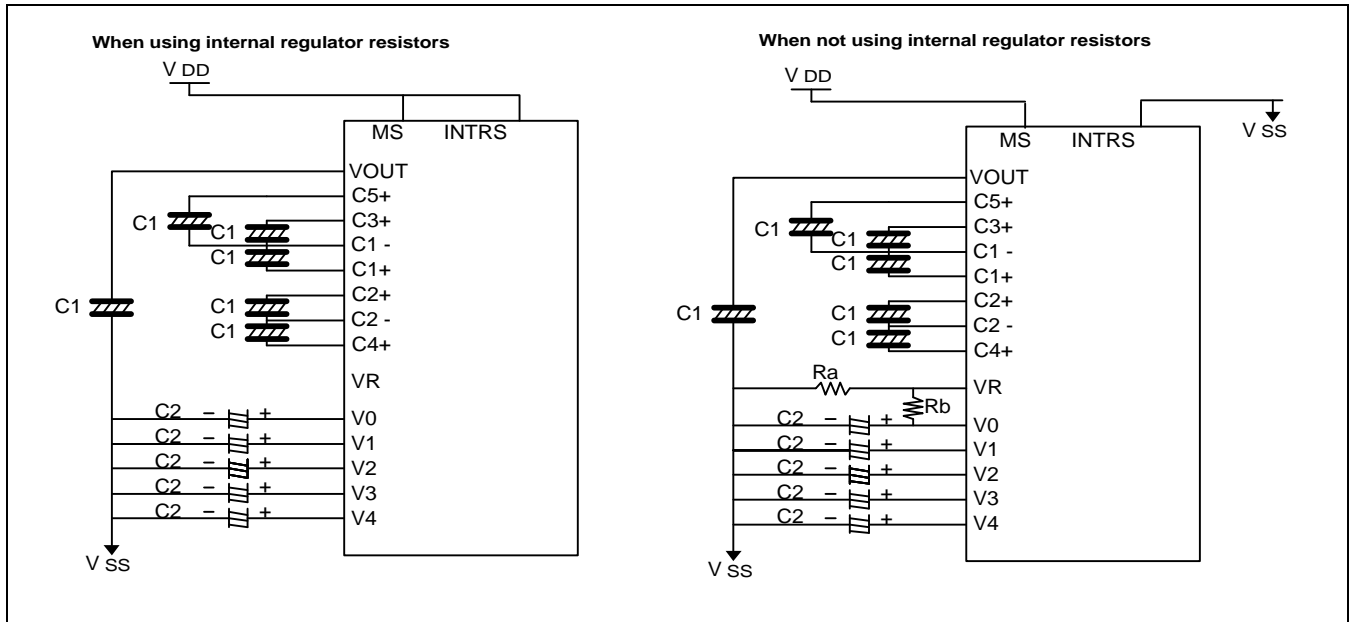 When using internal regulator resistors
V DD
MS INTRS
VOUT
C5+
C3+
C1 -
C1+
C2+
C2 -
C4+
VR
V0
V1
V2
V3
V4
C1
C1
C1
C1
C1
C1
C2 - +
C2 - +
C2 - +
C2 - +
C2 - +
V SS
When not using internal regulator resistors
V DD
V SS
MS INTRS
VOUT
C5+
C3+
C1 -
C1+
C2+
C2 -
C4+
VR
V0
V1
V2
V3
V4
C1
C1
C1
C1
C1
C1
Ra
Rb
C2 - +
C2 - +
C2 - +
C2 - +
C2 - +
V SS